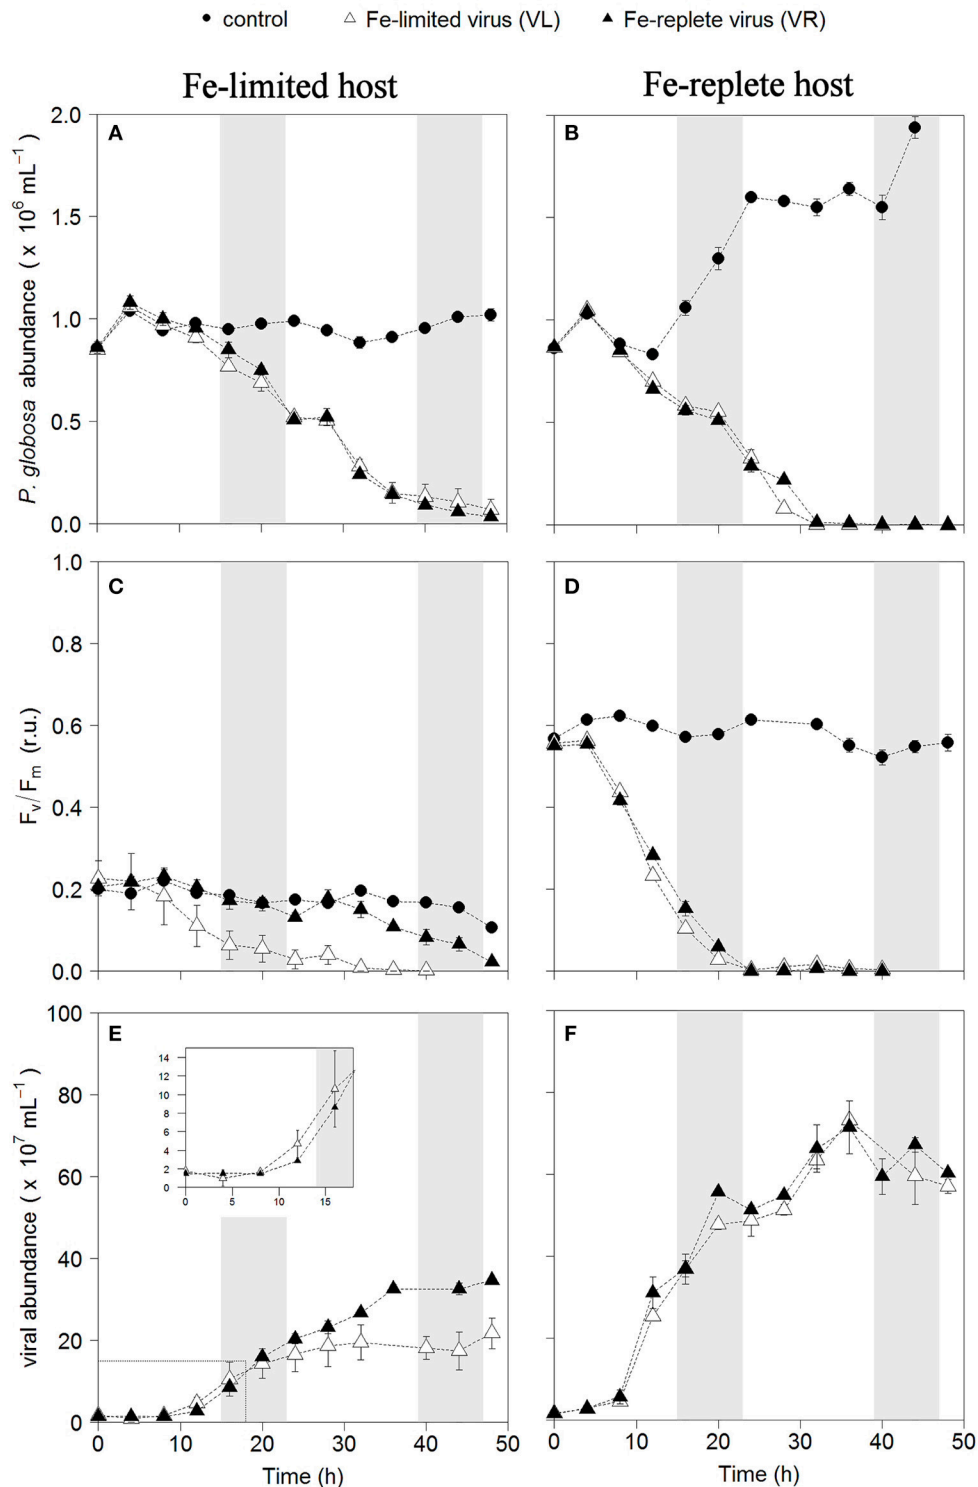 control Fe-limited virus (VL) Fe-replete virus (VR)
Fe-limited host Fe-replete host
A
B
P. globosa abundance ( x 10⁶ mL⁻¹ )
2.0
1.5
1.0
0.5
0.0
C
D
Fᵥ/Fₘ (r.u.)
1.0
0.8
0.6
0.4
0.2
0.0
E
F
viral abundance ( x 10⁷ mL⁻¹ )
100
80
60
40
20
0
14
12
10
8
6
4
2
0
0 5 10 15
0 10 20 30 40 50
0 10 20 30 40 50
Time (h)
Time (h)